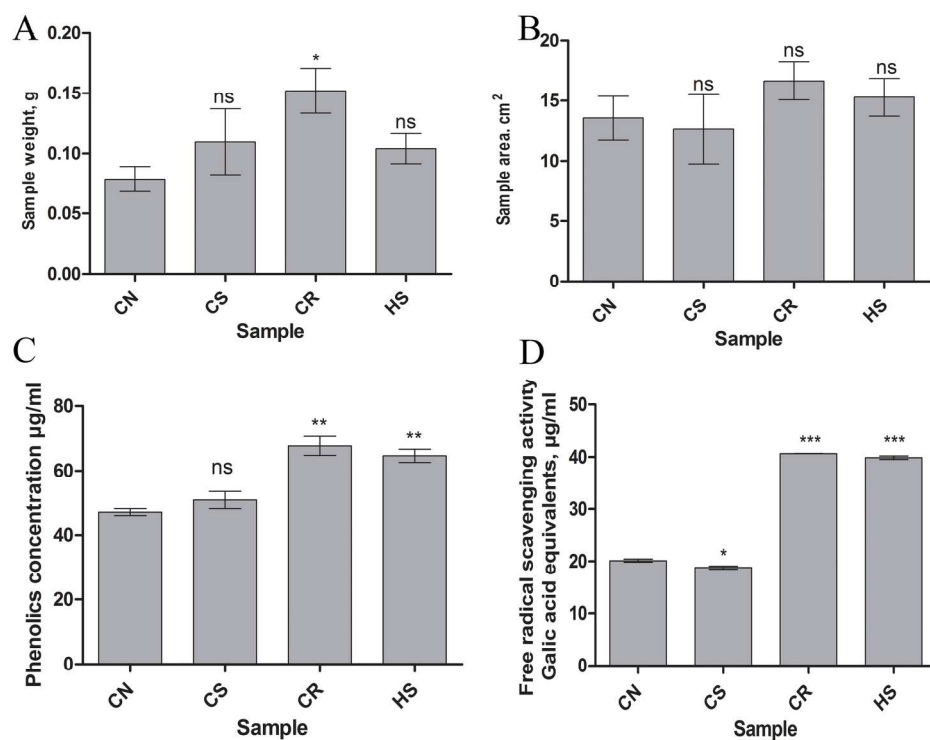 A
Sample weight, g
0.20
0.15
0.10
0.05
0.00
ns
*
ns
CN
CS
CR
HS
Sample
B
Sample area. cm²
20
15
10
5
0
ns
ns
ns
CN
CS
CR
HS
Sample
C
Phenolics concentration µg/ml
80
60
40
20
0
ns
**
**
CN
CS
CR
HS
Sample
D
Free radical scavenging activity
Galic acid equivalents, µg/ml
50
40
30
20
10
0
*
***
***
CN
CS
CR
HS
Sample